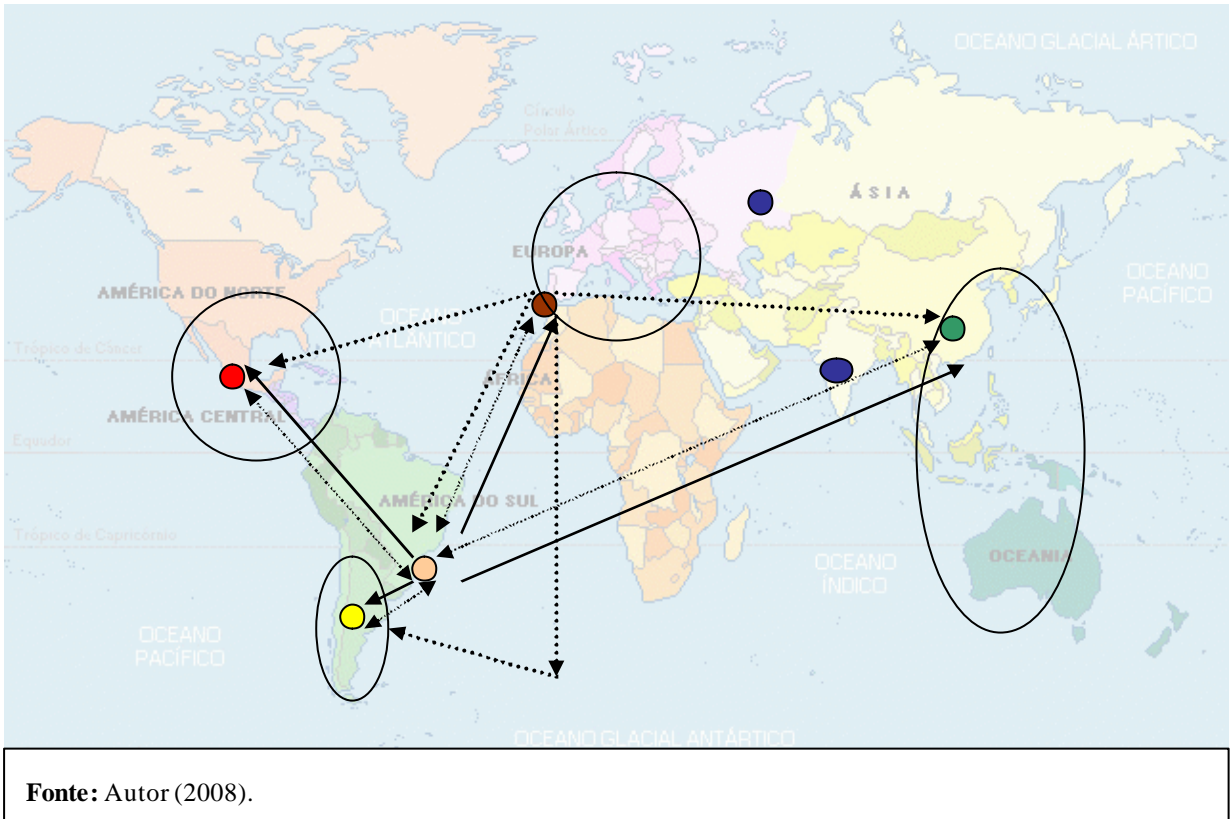 OCEANO GLACIAL ÁRTICO
Círculo
Polar Ártico
ÁSIA
EUROPA
OCEANO
PACÍFICO
AMÉRICA DO NORTE
OCEANO
ATLÂNTICO
Trópico de Câncer
ÁFRICA
AMÉRICA CENTRAL
Equador
AMÉRICA DO SUL
Trópico de Capricórnio
OCEANO
ÍNDICO
OCEANIA
OCEANO
PACÍFICO
OCEANO GLACIAL ANTÁRTICO
Fonte: Autor (2008).